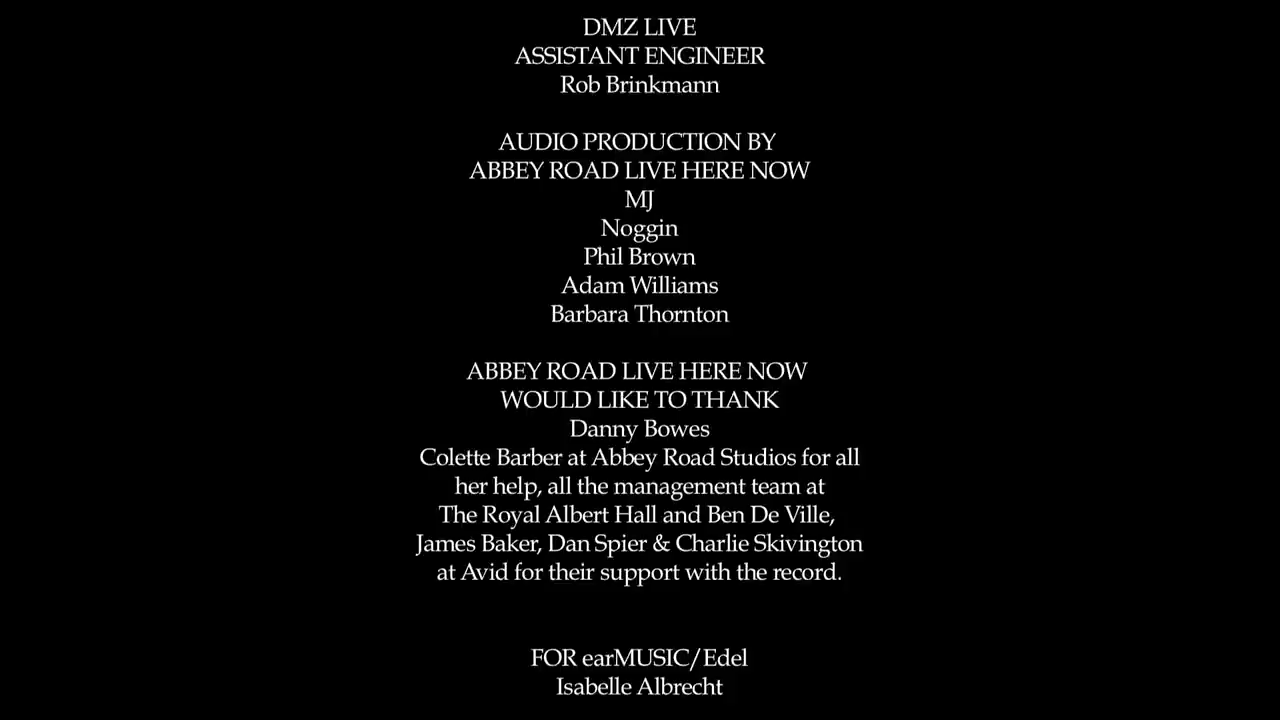 DMZ LIVE
ASSISTANT ENGINEER
Rob Brinkmann
AUDIO PRODUCTION BY
ABBEY ROAD LIVE HERE NOW
MJ
Noggin
Phil Brown
Adam Williams
Barbara Thornton
ABBEY ROAD LIVE HERE NOW
WOULD LIKE TO THANK
Danny Bowes
Colette Barber at Abbey Road Studios for all
her help, all the management team at
The Royal Albert Hall and Ben De Ville,
James Baker, Dan Spier & Charlie Skivington
at Avid for their support with the record.
FOR earMUSIC/Edel
Isabelle Albrecht